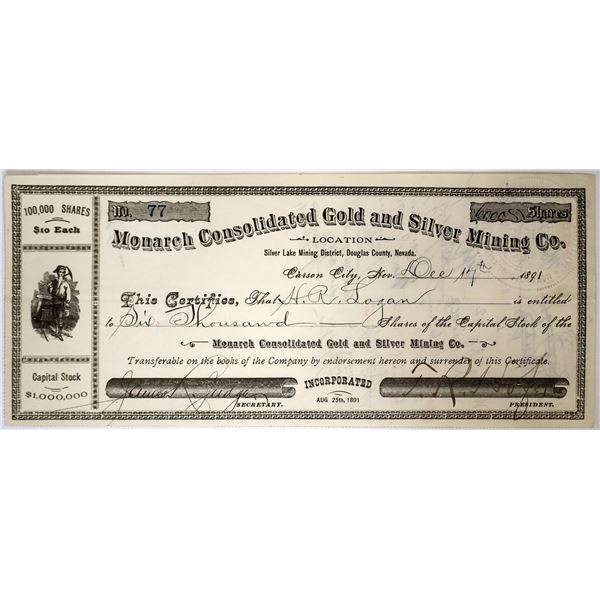 100,000 SHARES
$10 Each
Capital Stock
$1,000,000
No. 77
6000 Shares
Monarch Consolidated Gold and Silver Mining Co.
LOCATION
Silver Lake Mining District, Douglas County, Nevada.
Carson City, Nev. Dec 17th 1891
This Certifies, That H. R. Logan is entitled
to Six Thousand Shares of the Capital Stock of the
Monarch Consolidated Gold and Silver Mining Co.
Transferable on the books of the Company by endorsement hereon and surrender of this Certificate.
James
SECRETARY.
INCORPORATED
AUG 25th, 1891
PRESIDENT.